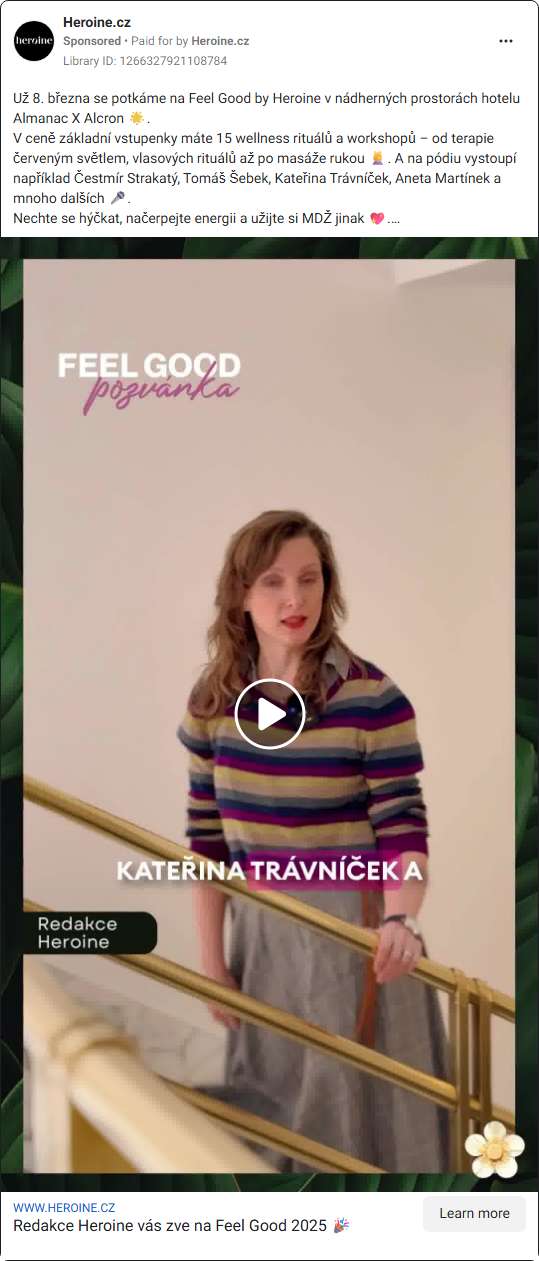 heroine
Heroine.cz
Sponsored • Paid for by Heroine.cz
Library ID: 1266327921108784
Už 8. března se potkáme na Feel Good by Heroine v nádherných prostorách hotelu
Almanac X Alcron ☀️ .
V ceně základní vstupenky máte 15 wellness rituálů a workshopů – od terapie
červeným světlem, vlasových rituálů až po masáže rukou 💆‍♀️ . A na pódiu vystoupí
například Čestmír Strakatý, Tomáš Šebek, Kateřina Trávníček, Aneta Martínek a
mnoho dalších 🎤 .
Nechte se hýčkat, načerpejte energii a užijte si MDŽ jinak 💖 ....
FEEL GOOD
pozvánka
KATEŘINA TRÁVNÍČEK A
Redakce
Heroine
WWW.HEROINE.CZ
Redakce Heroine vás zve na Feel Good 2025 🎉
Learn more